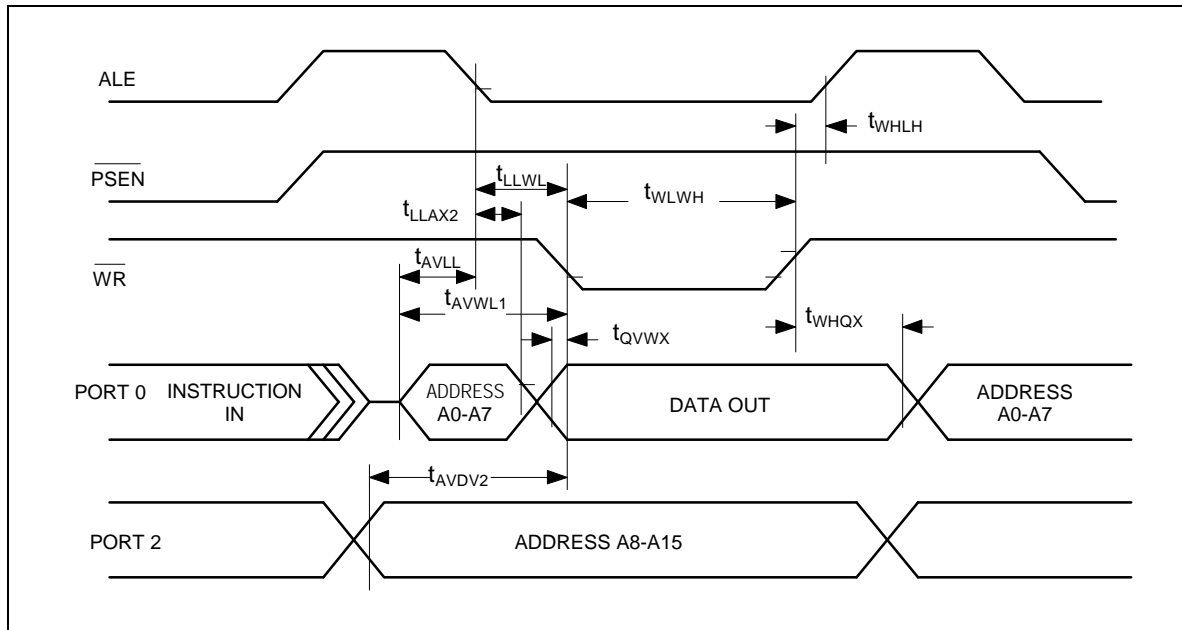 ALE
tWHLH
PSEN
tLLWL
tWLWH
tLLAX2
WR
tAVLL
tAVWL1
tQVWX
tWHQX
PORT 0
INSTRUCTION
IN
ADDRESS
A0-A7
DATA OUT
ADDRESS
A0-A7
tAVDV2
PORT 2
ADDRESS A8-A15